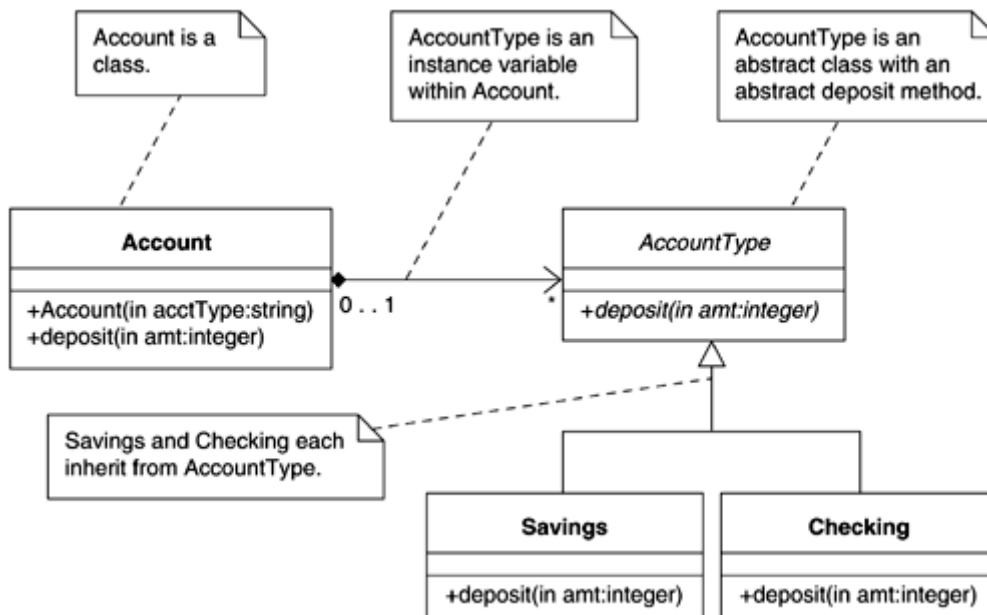 Account is a
class.
AccountType is an
instance variable
within Account.
AccountType is an
abstract class with an
abstract deposit method.
Account
+Account(in acctType:string)
+deposit(in amt:integer)
0 . . 1
*
AccountType
+deposit(in amt:integer)
Savings and Checking each
inherit from AccountType.
Savings
+deposit(in amt:integer)
Checking
+deposit(in amt:integer)